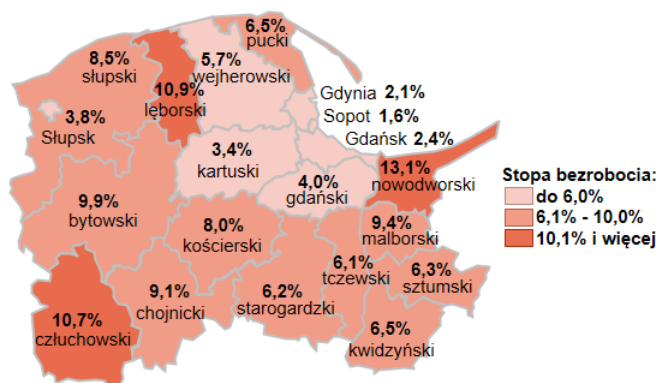 6,5%
pucki
8,5%
słupski
5,7%
wejherowski
10,9%
lęborski
Gdynia 2,1%
Sopot 1,6%
Gdańsk 2,4%
3,8%
Słupsk
3,4%
kartuski
4,0%
gdański
13,1%
nowodworski
Stopa bezrobocia:
do 6,0%
6,1% - 10,0%
10,1% i więcej
9,9%
bytowski
8,0%
kościerski
9,4%
malborski
6,1%
tczewski
6,3%
sztumski
9,1%
chojnicki
6,2%
starogardzki
10,7%
człuchowski
6,5%
kwidzyński